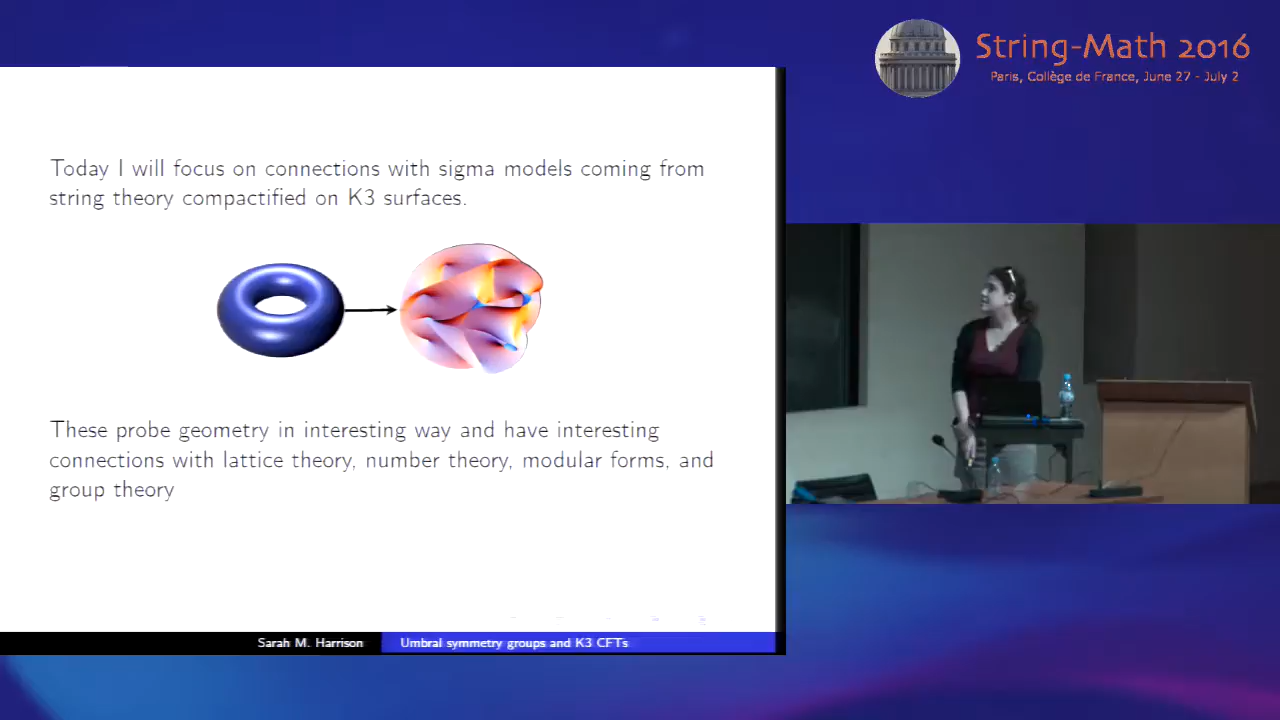 String-Math 2016
Paris, Collège de France, June 27 - July 2
Today I will focus on connections with sigma models coming from
string theory compactified on K3 surfaces.
These probe geometry in interesting way and have interesting
connections with lattice theory, number theory, modular forms, and
group theory
Sarah M. Harrison
Umbral symmetry groups and K3 CFTs